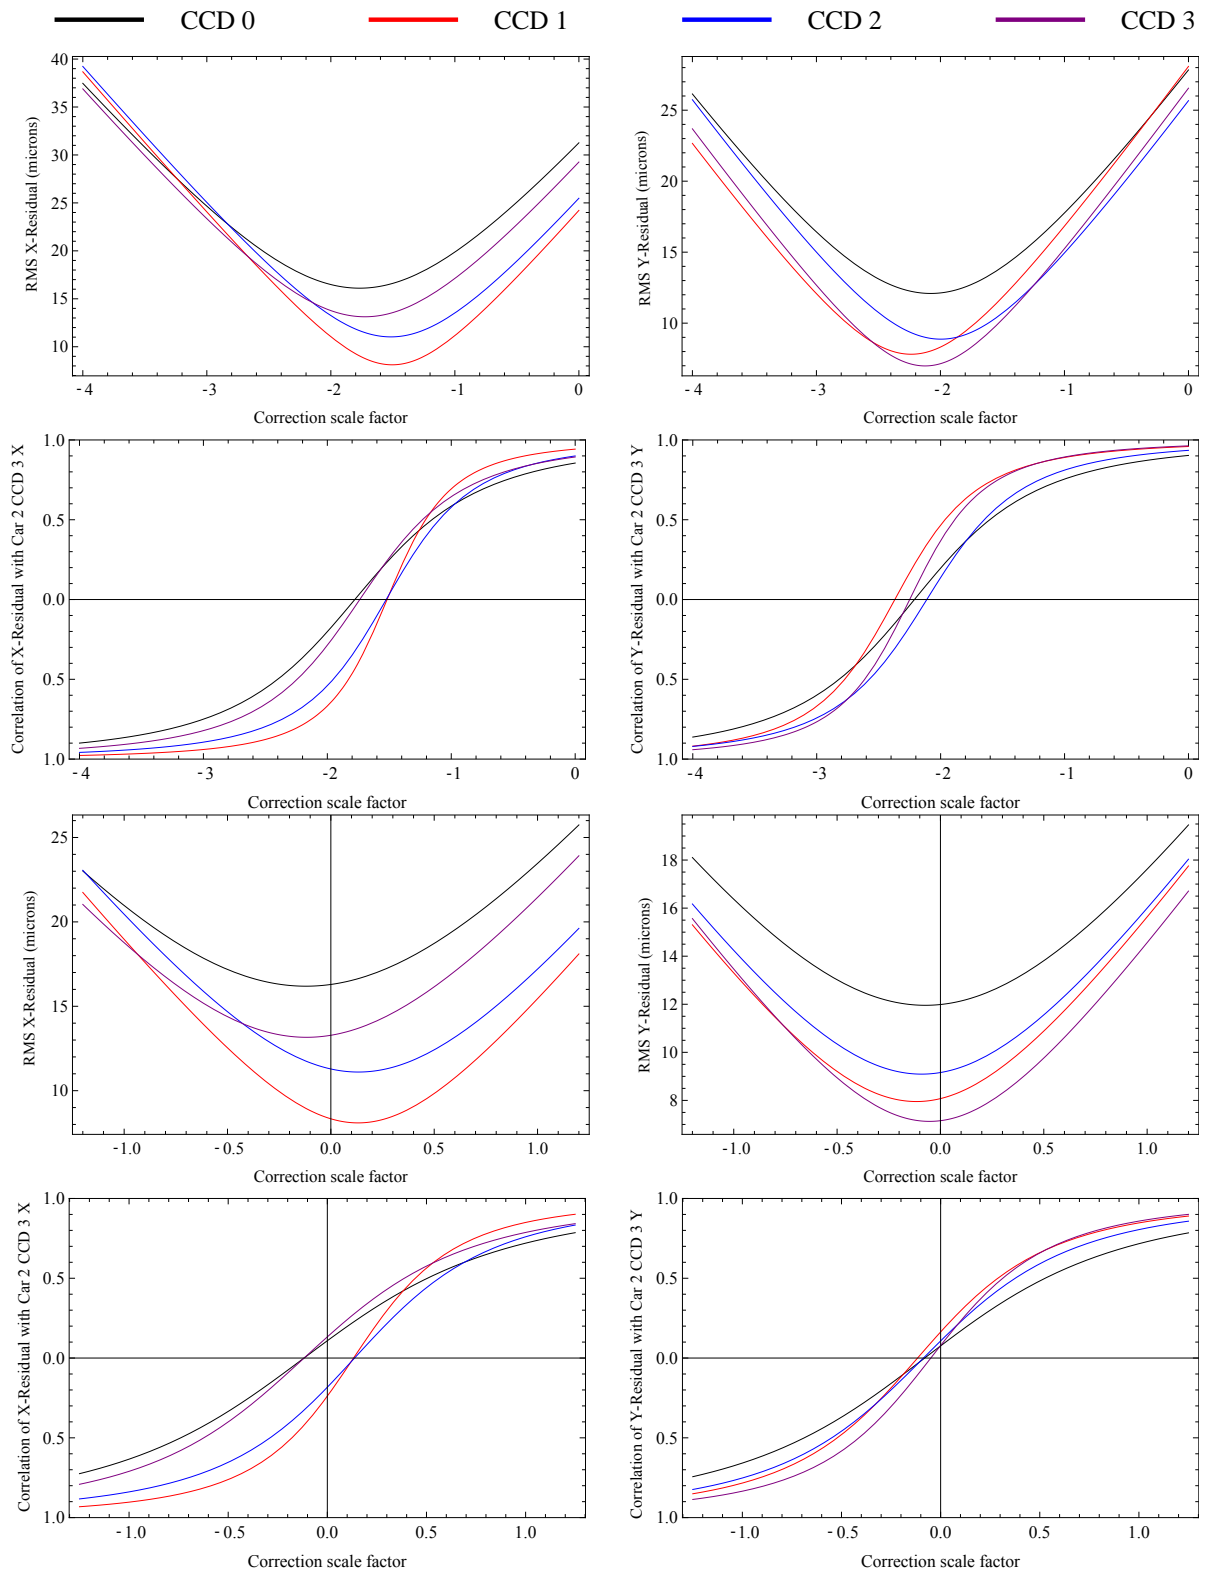 CCD 0 CCD 1 CCD 2 CCD 3
RMS X-Residual (microns)
40
35
30
25
20
15
10
-4 -3 -2 -1 0
Correction scale factor
RMS Y-Residual (microns)
25
20
15
10
-4 -3 -2 -1 0
Correction scale factor
Correlation of X-Residual with Car 2 CCD 3 X
1.0
0.5
0.0
0.5
1.0
-4 -3 -2 -1 0
Correction scale factor
Correlation of Y-Residual with Car 2 CCD 3 Y
1.0
0.5
0.0
0.5
1.0
-4 -3 -2 -1 0
Correction scale factor
RMS X-Residual (microns)
25
20
15
10
-1.0 -0.5 0.0 0.5 1.0
Correction scale factor
RMS Y-Residual (microns)
18
16
14
12
10
8
-1.0 -0.5 0.0 0.5 1.0
Correction scale factor
Correlation of X-Residual with Car 2 CCD 3 X
1.0
0.5
0.0
0.5
1.0
-1.0 -0.5 0.0 0.5 1.0
Correction scale factor
Correlation of Y-Residual with Car 2 CCD 3 Y
1.0
0.5
0.0
0.5
1.0
-1.0 -0.5 0.0 0.5 1.0
Correction scale factor